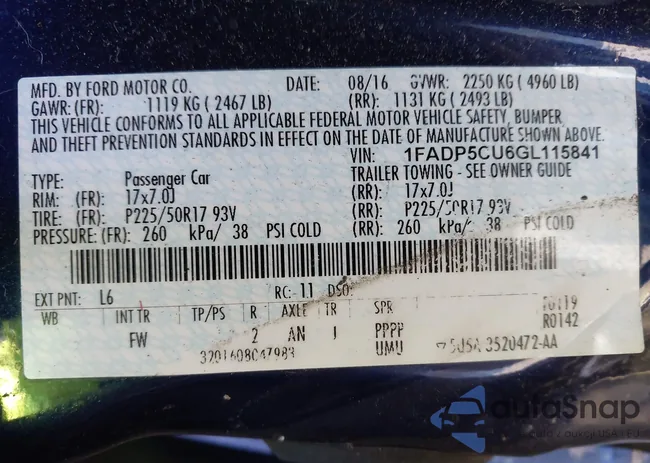 MFD. BY FORD MOTOR CO. DATE: 08/16 GVWR: 2250 KG ( 4960 LB)
GAWR: (FR): 1119 KG ( 2467 LB) (RR): 1131 KG ( 2493 LB)
THIS VEHICLE CONFORMS TO ALL APPLICABLE FEDERAL MOTOR VEHICLE SAFETY, BUMPER,
AND THEFT PREVENTION STANDARDS IN EFFECT ON THE DATE OF MANUFACTURE SHOWN ABOVE.
VIN: 1FADP5CU6GL115841
TYPE: Passenger Car TRAILER TOWING - SEE OWNER GUIDE
RIM: (FR): 17x7.0J (RR): 17x7.0J
TIRE: (FR): P225/50R17 93V (RR): P225/50R17 93V
PRESSURE: (FR): 260 kPa/ 38 PSI COLD (RR): 260 kPa/ 38 PSI COLD
EXT PNT: L6 RC: 11 DSO:
WB INT TR TP/PS R AXLE TR SPR R0119
FW 2 AN PPPP R0142
UMU 3520472-AA
autoSnap